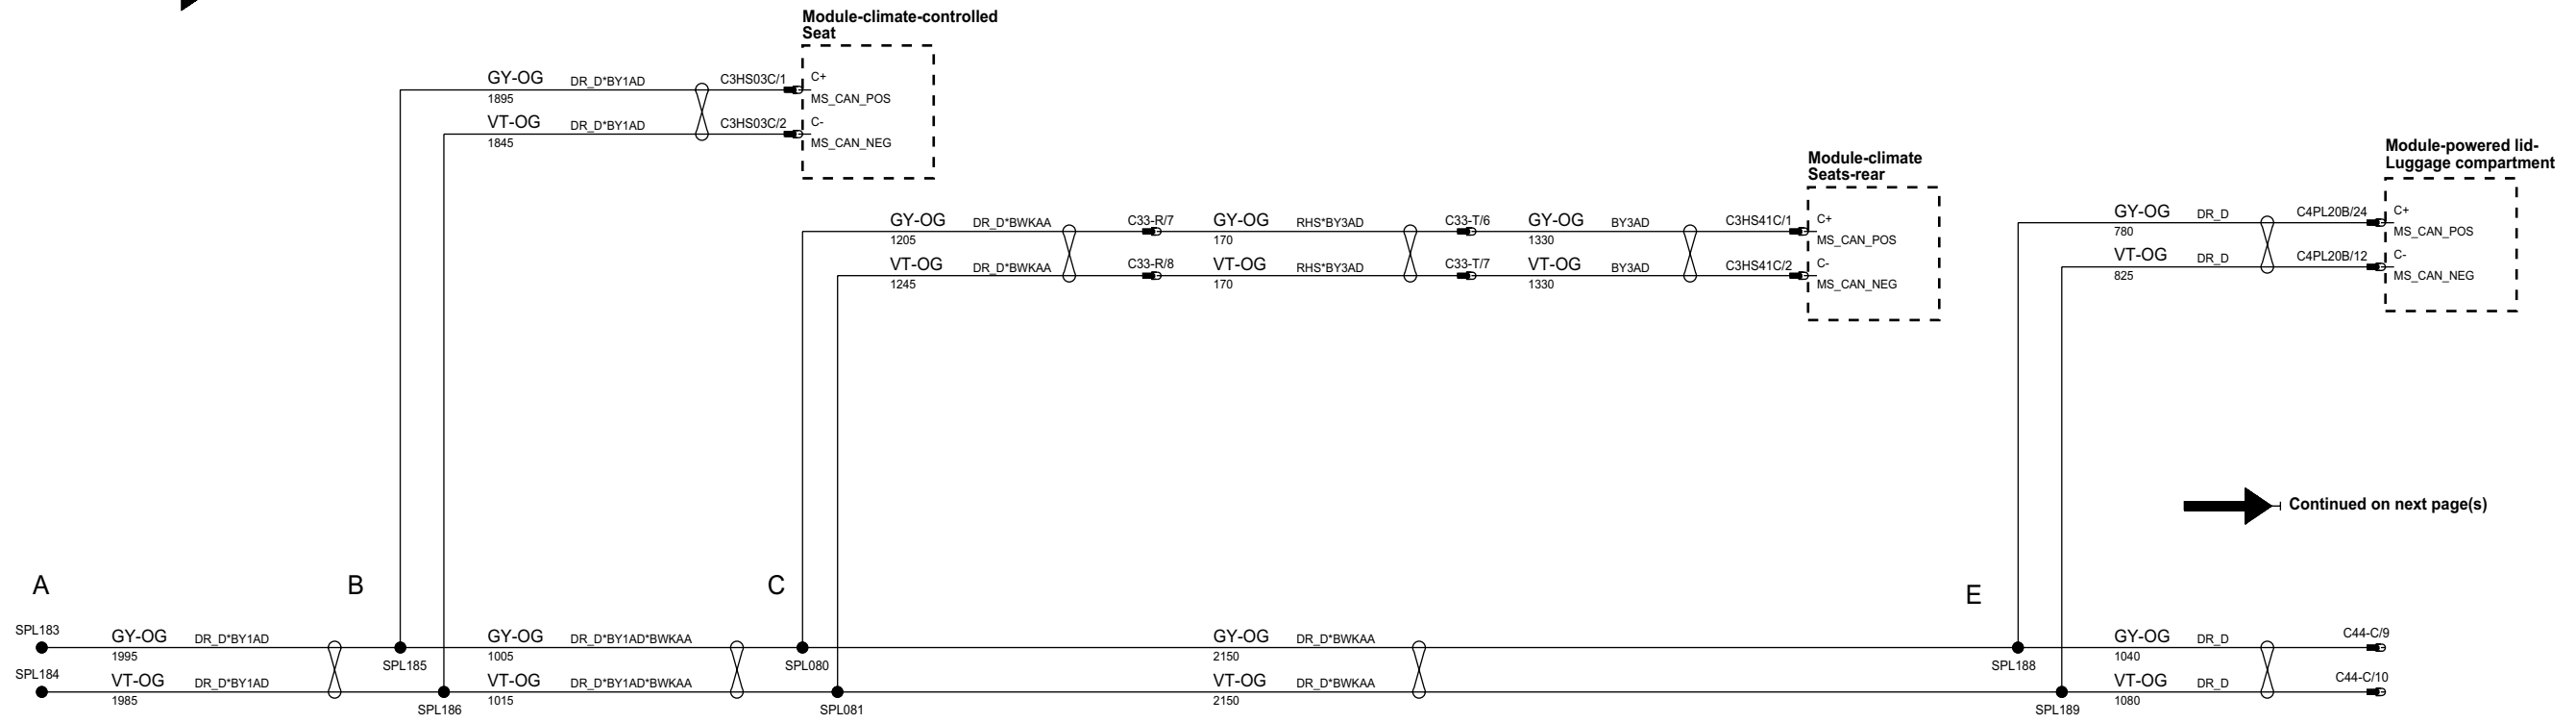 Module-climate-controlled
Seat
GY-OG DR_D*BY1AD C3HS03C/1 C+
1895 MS_CAN_POS
VT-OG DR_D*BY1AD C3HS03C/2 C-
1845 MS_CAN_NEG
Module-climate
Seats-rear
GY-OG DR_D*BWKAA C33-R/7 GY-OG RHS*BY3AD C33-T/6 GY-OG BY3AD C3HS41C/1 C+
1205 170 1330 MS_CAN_POS
VT-OG DR_D*BWKAA C33-R/8 VT-OG RHS*BY3AD C33-T/7 VT-OG BY3AD C3HS41C/2 C-
1245 170 1330 MS_CAN_NEG
Module-powered lid-
Luggage compartment
GY-OG DR_D C4PL20B/24 C+
780 MS_CAN_POS
VT-OG DR_D C4PL20B/12 C-
825 MS_CAN_NEG
Continued on next page(s)
A B C E
SPL183 GY-OG DR_D*BY1AD GY-OG DR_D*BY1AD*BWKAA GY-OG DR_D*BWKAA GY-OG DR_D C44-C/9
1995 SPL185 1005 SPL080 2150 SPL188 1040
SPL184 VT-OG DR_D*BY1AD VT-OG DR_D*BY1AD*BWKAA VT-OG DR_D*BWKAA VT-OG DR_D C44-C/10
1985 SPL186 1015 SPL081 2150 SPL189 1080